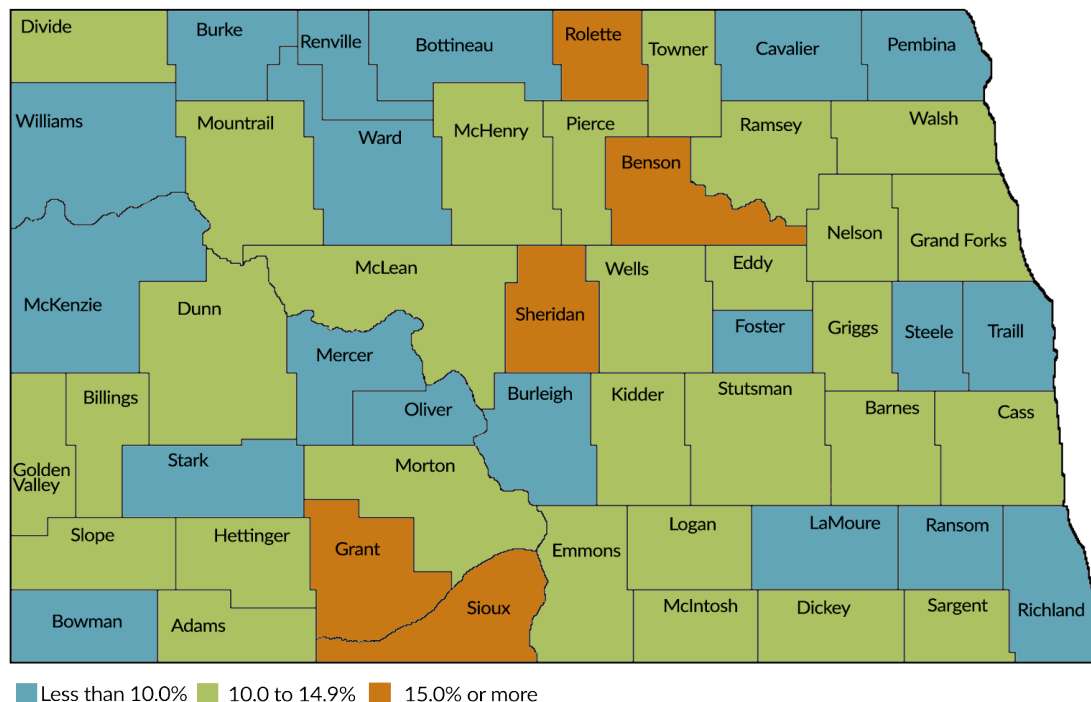 Divide
Burke
Renville
Bottineau
Rolette
Towner
Cavalier
Pembina
Williams
Mountrail
Ward
McHenry
Pierce
Benson
Ramsey
Walsh
Nelson
Grand Forks
McKenzie
Dunn
McLean
Sheridan
Wells
Eddy
Foster
Griggs
Steele
Traill
Mercer
Oliver
Burleigh
Kidder
Stutsman
Barnes
Cass
Billings
Golden
Valley
Stark
Morton
Slope
Hettinger
Grant
Emmons
Logan
LaMoure
Ransom
Bowman
Adams
Sioux
McIntosh
Dickey
Sargent
Richland
Less than 10.0% 10.0 to 14.9% 15.0% or more